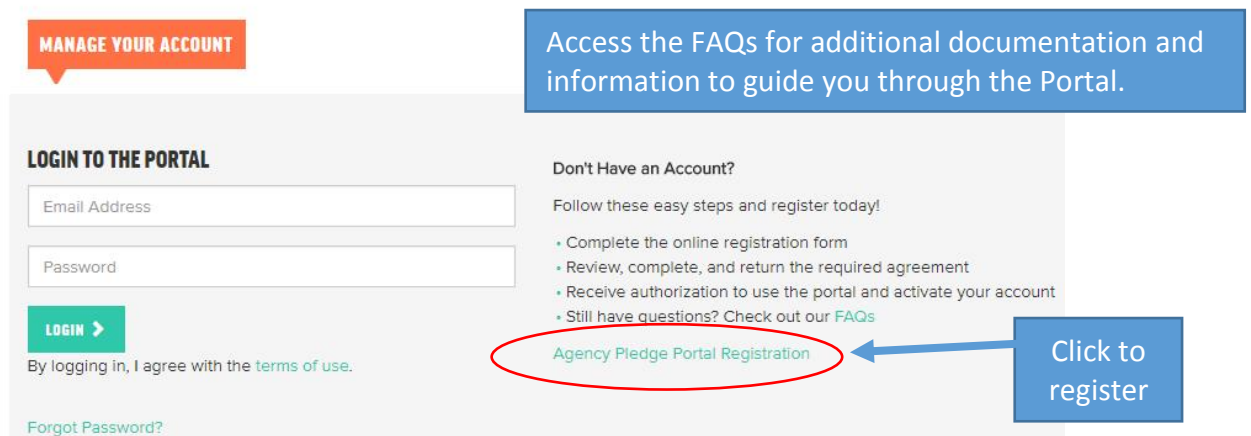 MANAGE YOUR ACCOUNT
Access the FAQs for additional documentation and
information to guide you through the Portal.
LOGIN TO THE PORTAL
Email Address
Password
LOGIN
By logging in, I agree with the terms of use.
Forgot Password?
Don't Have an Account?
Follow these easy steps and register today!
• Complete the online registration form
• Review, complete, and return the required agreement
• Receive authorization to use the portal and activate your account
• Still have questions? Check out our FAQs
Agency Pledge Portal Registration
Click to
register